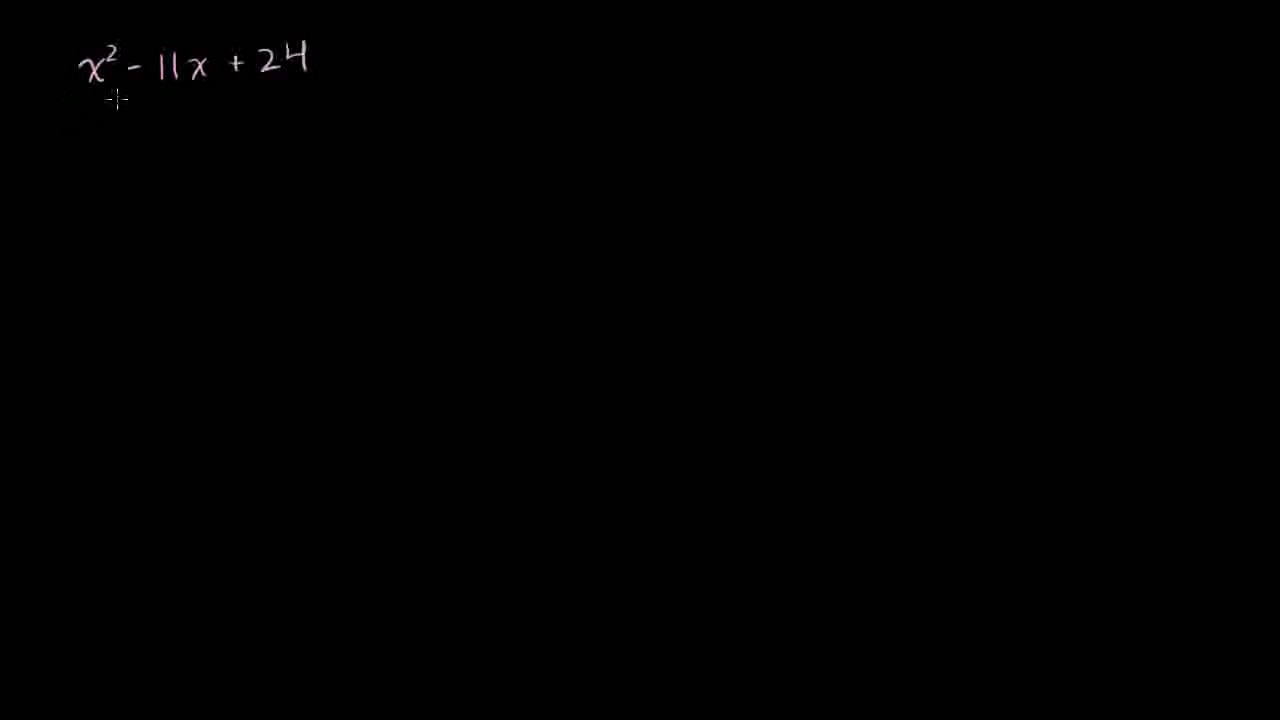 x² - 11x + 24